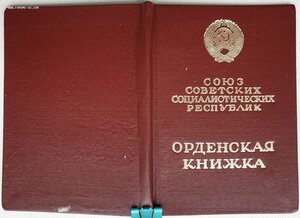 СОЮЗ
СОВЕТСКИХ
СОЦИАЛИСТИЧЕСКИХ
РЕСПУБЛИК
ОРДЕНСКАЯ
КНИЖКА